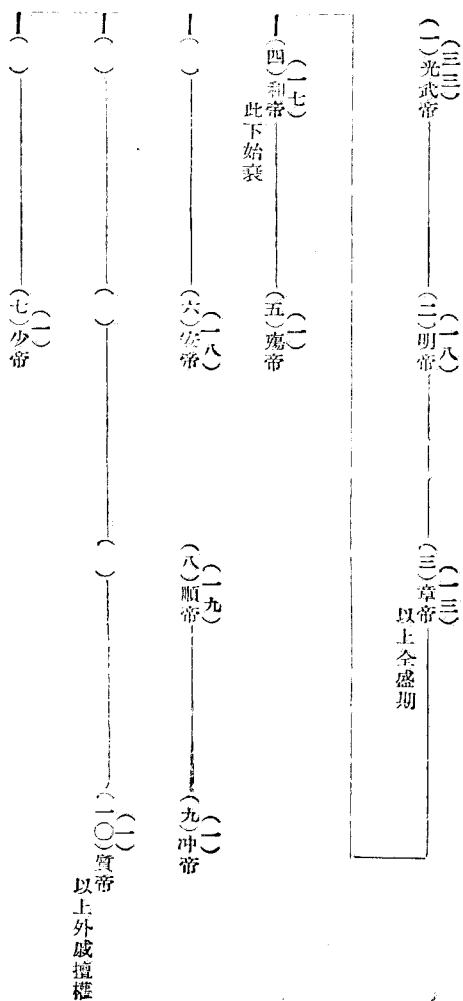 (三三)
(一)光武帝
(一八)
(二)明帝
(一三)
(三)章帝
以上全盛期
(一七)
(四)和帝
此下始衰
(一)
(五)殤帝
( )
(一八)
(六)安帝
(一九)
(八)順帝
(一)
(九)冲帝
( )
( )
( )
(一)
(一〇)質帝
以上外戚擅權
( )
(一)
(七)少帝